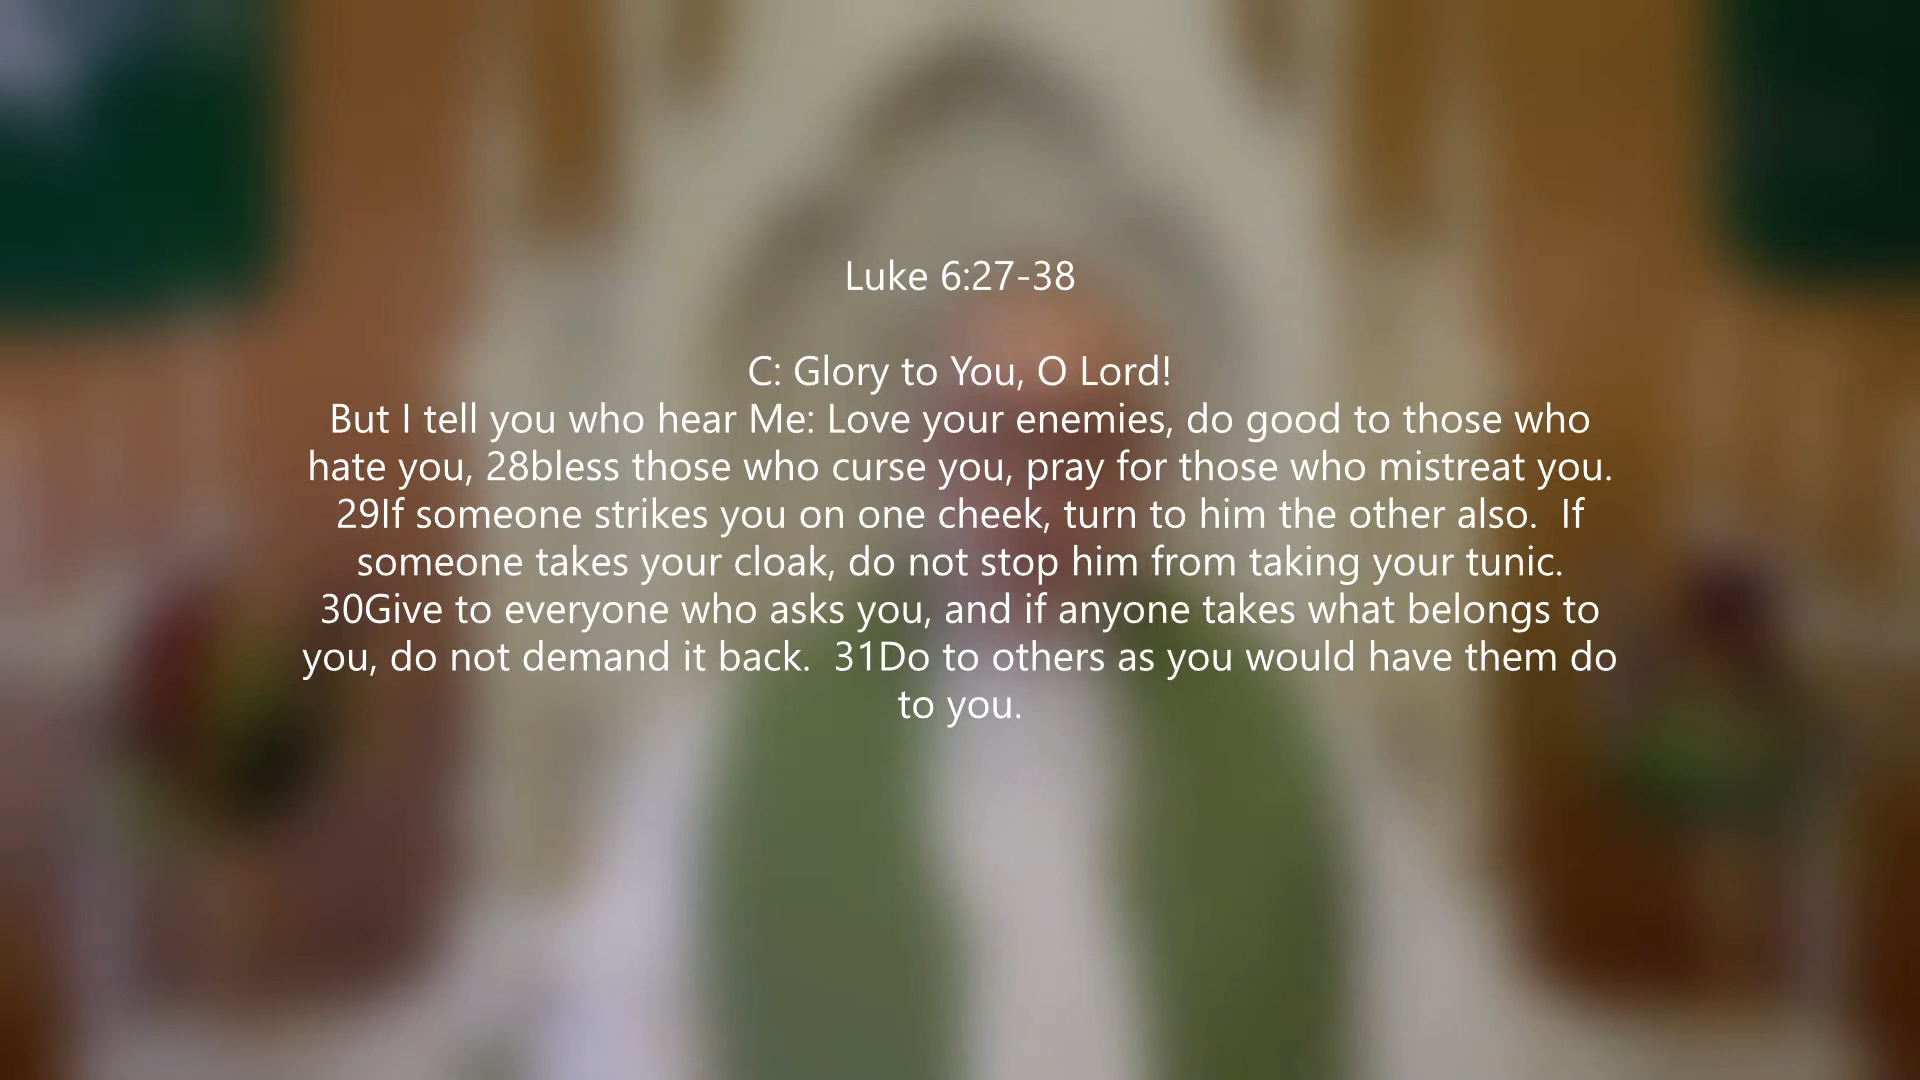 Luke 6:27-38
C: Glory to You, O Lord!
But I tell you who hear Me: Love your enemies, do good to those who
hate you, 28bless those who curse you, pray for those who mistreat you.
29If someone strikes you on one cheek, turn to him the other also.  If
someone takes your cloak, do not stop him from taking your tunic.
30Give to everyone who asks you, and if anyone takes what belongs to
you, do not demand it back.  31Do to others as you would have them do
to you.